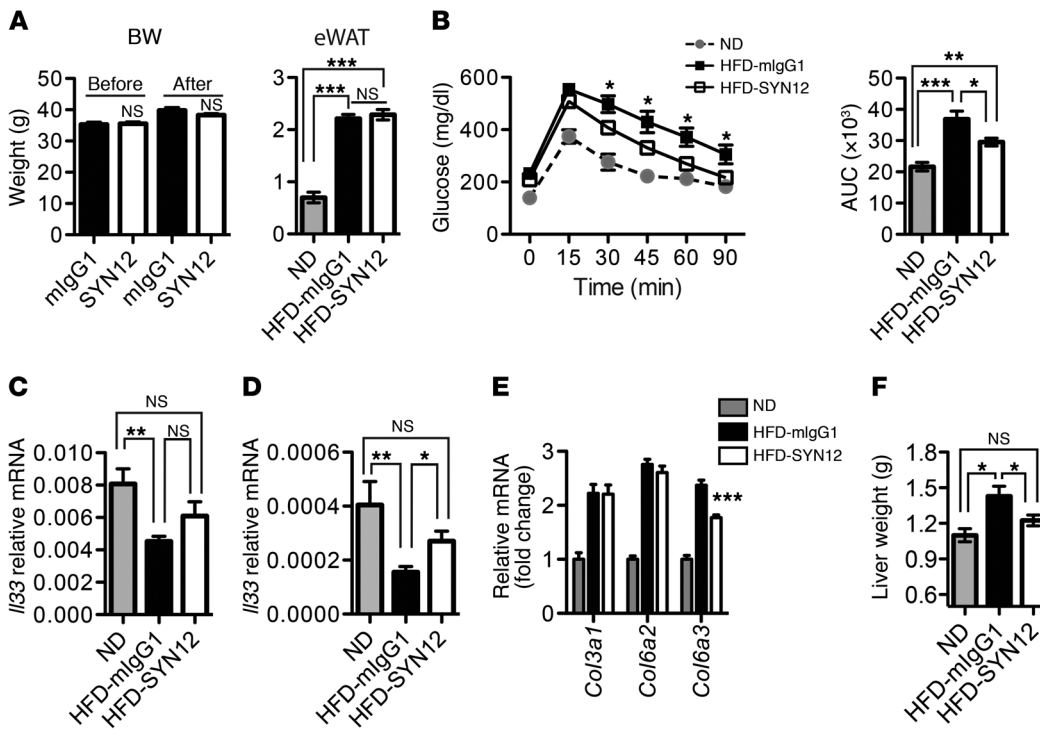 A
BW
eWAT
Weight (g)
50
40
30
20
10
0
Before
After
NS
NS
mIgG1
SYN12
mIgG1
SYN12
3
2
1
0
***
***
NS
ND
HFD-mIgG1
HFD-SYN12
B
Glucose (mg/dl)
600
400
200
0
ND
HFD-mIgG1
HFD-SYN12
* * * *
0 15 30 45 60 90
Time (min)
AUC (×10³)
50
40
30
20
10
0
**
***
*
ND
HFD-mIgG1
HFD-SYN12
C
Il33 relative mRNA
0.010
0.008
0.006
0.004
0.002
0.000
NS
**
NS
ND
HFD-mIgG1
HFD-SYN12
D
Il33 relative mRNA
0.0006
0.0004
0.0002
0.0000
NS
**
*
ND
HFD-mIgG1
HFD-SYN12
E
Relative mRNA
(fold change)
3
2
1
0
ND
HFD-mIgG1
HFD-SYN12
***
Col3a1
Col6a2
Col6a3
F
Liver weight (g)
1.8
1.5
1.2
0.9
0.6
NS
*
*
ND
HFD-mIgG1
HFD-SYN12